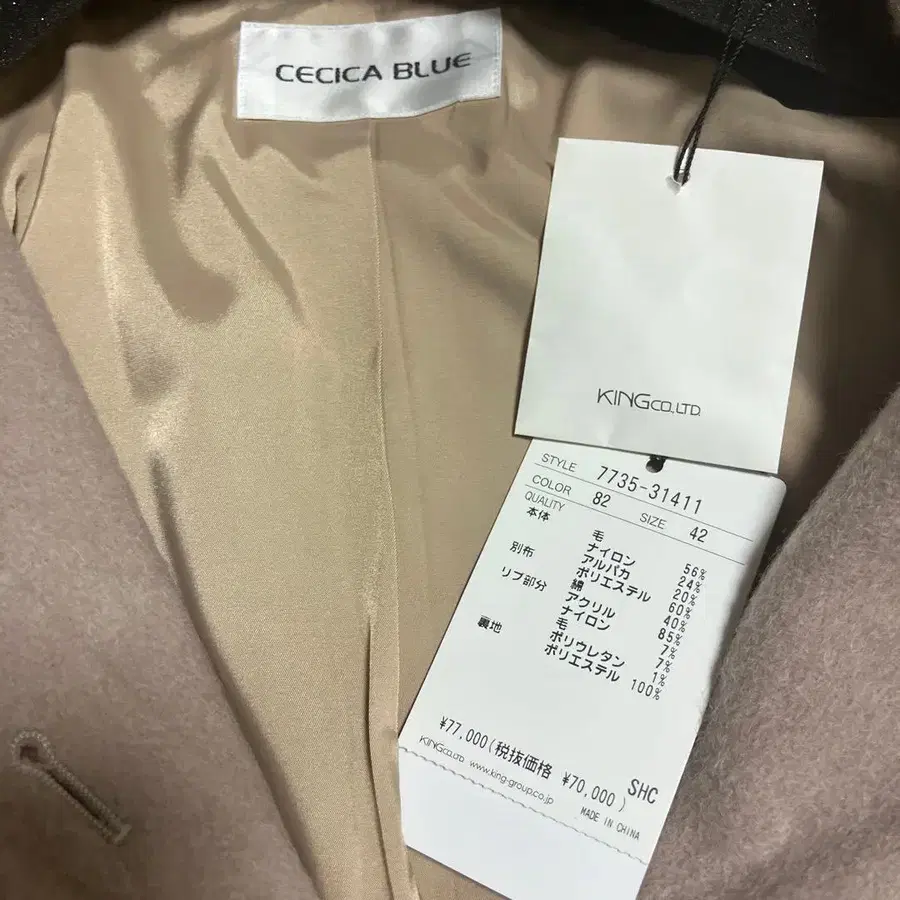 CECICA BLUE
KING CO.,LTD.
STYLE 7735-31411
COLOR 82 SIZE 42
QUALITY
本体 毛 56%
ナイロン 24%
アルパカ 20%
別布 ポリエステル 60%
綿 40%
リブ部分 アクリル 85%
ナイロン 7%
毛 7%
ポリウレタン 1%
裏地 ポリエステル 100%
¥77,000(税抜価格 ¥70,000) SHC
KING CO.,LTD. www.king-group.co.jp MADE IN CHINA